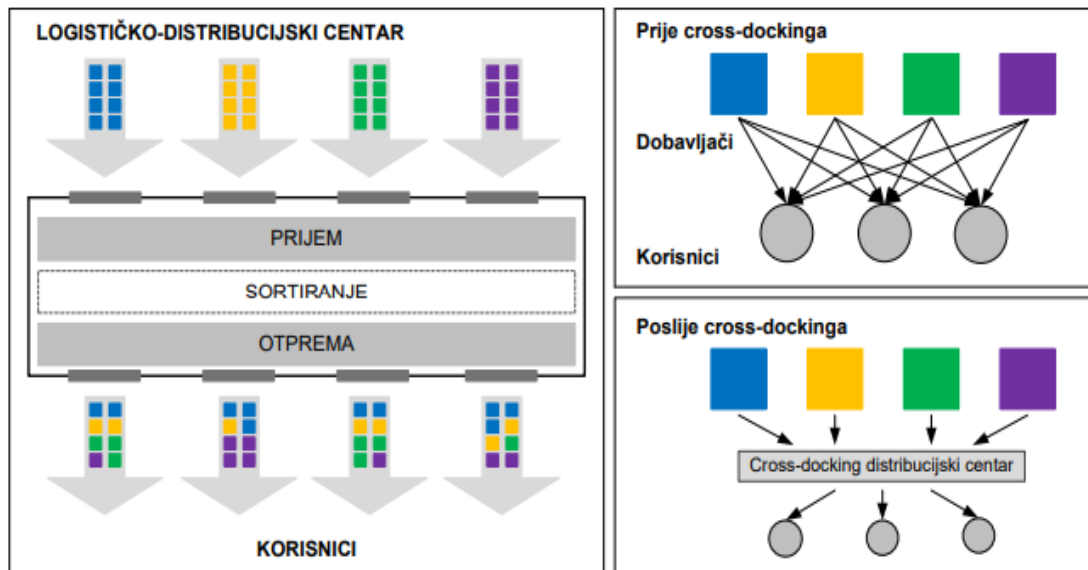 LOGISTIČKO-DISTRIBUCIJSKI CENTAR
PRIJEM
SORTIRANJE
OTPREMA
KORISNICI
Prije cross-dockinga
Dobavljači
Korisnici
Poslije cross-dockinga
Cross-docking distribucijski centar